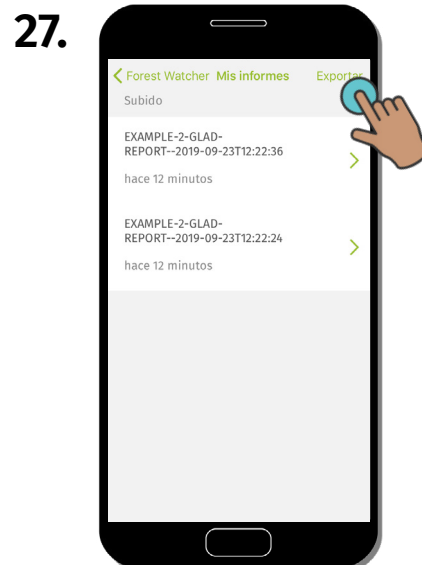 27.
Forest Watcher Mis informes Exportar
Subido
EXAMPLE-2-GLAD-
REPORT--2019-09-23T12:22:36
hace 12 minutos
EXAMPLE-2-GLAD-
REPORT--2019-09-23T12:22:24
hace 12 minutos